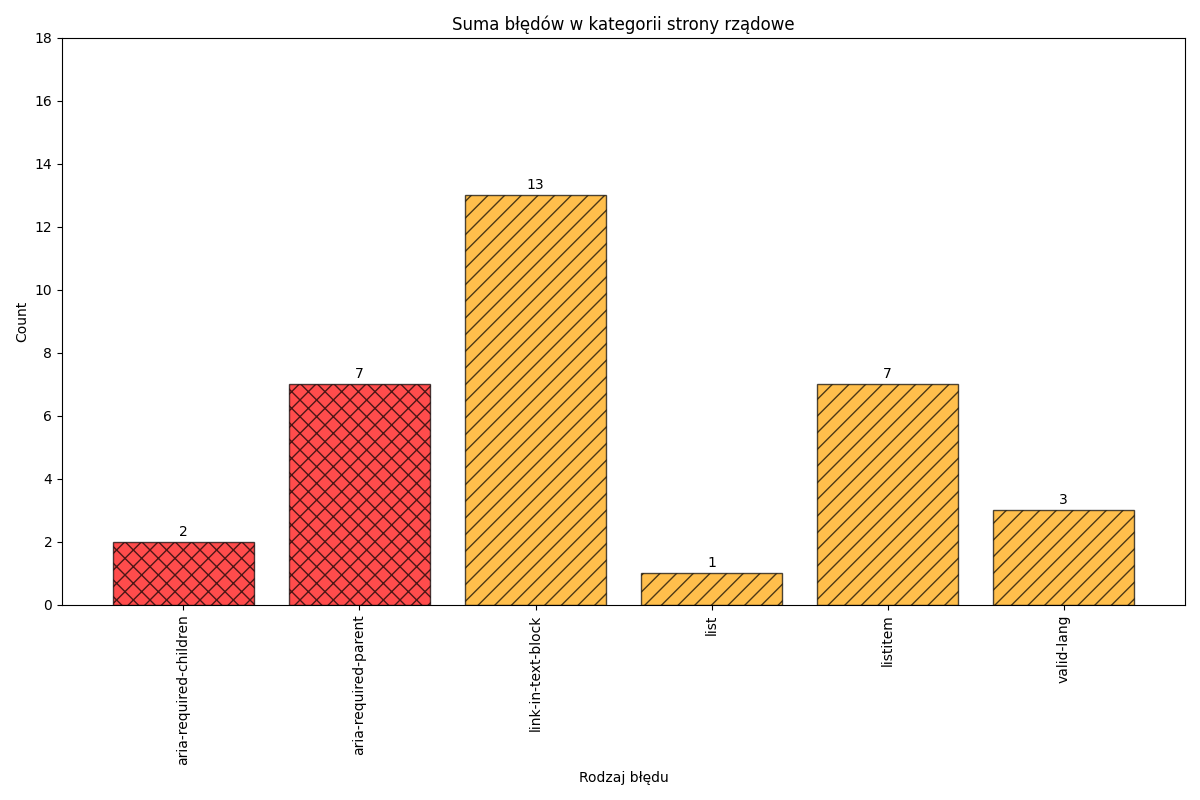 Suma błędów w kategorii strony rządowe
18
16
14
12
10
8
6
4
2
0
Count
2
7
13
1
7
3
aria-required-children
aria-required-parent
link-in-text-block
list
listitem
valid-lang
Rodzaj błędu